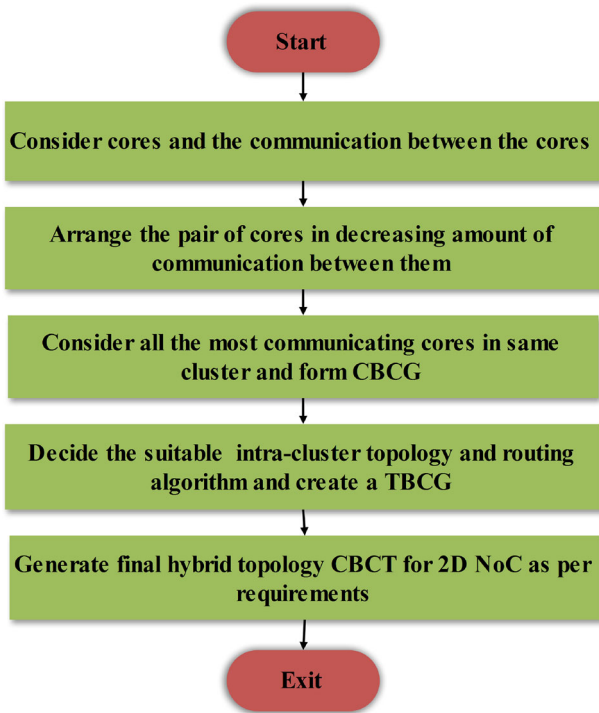 Start
Consider cores and the communication between the cores
Arrange the pair of cores in decreasing amount of
communication between them
Consider all the most communicating cores in same
cluster and form CBCG
Decide the suitable intra-cluster topology and routing
algorithm and create a TBCG
Generate final hybrid topology CBCT for 2D NoC as per
requirements
Exit